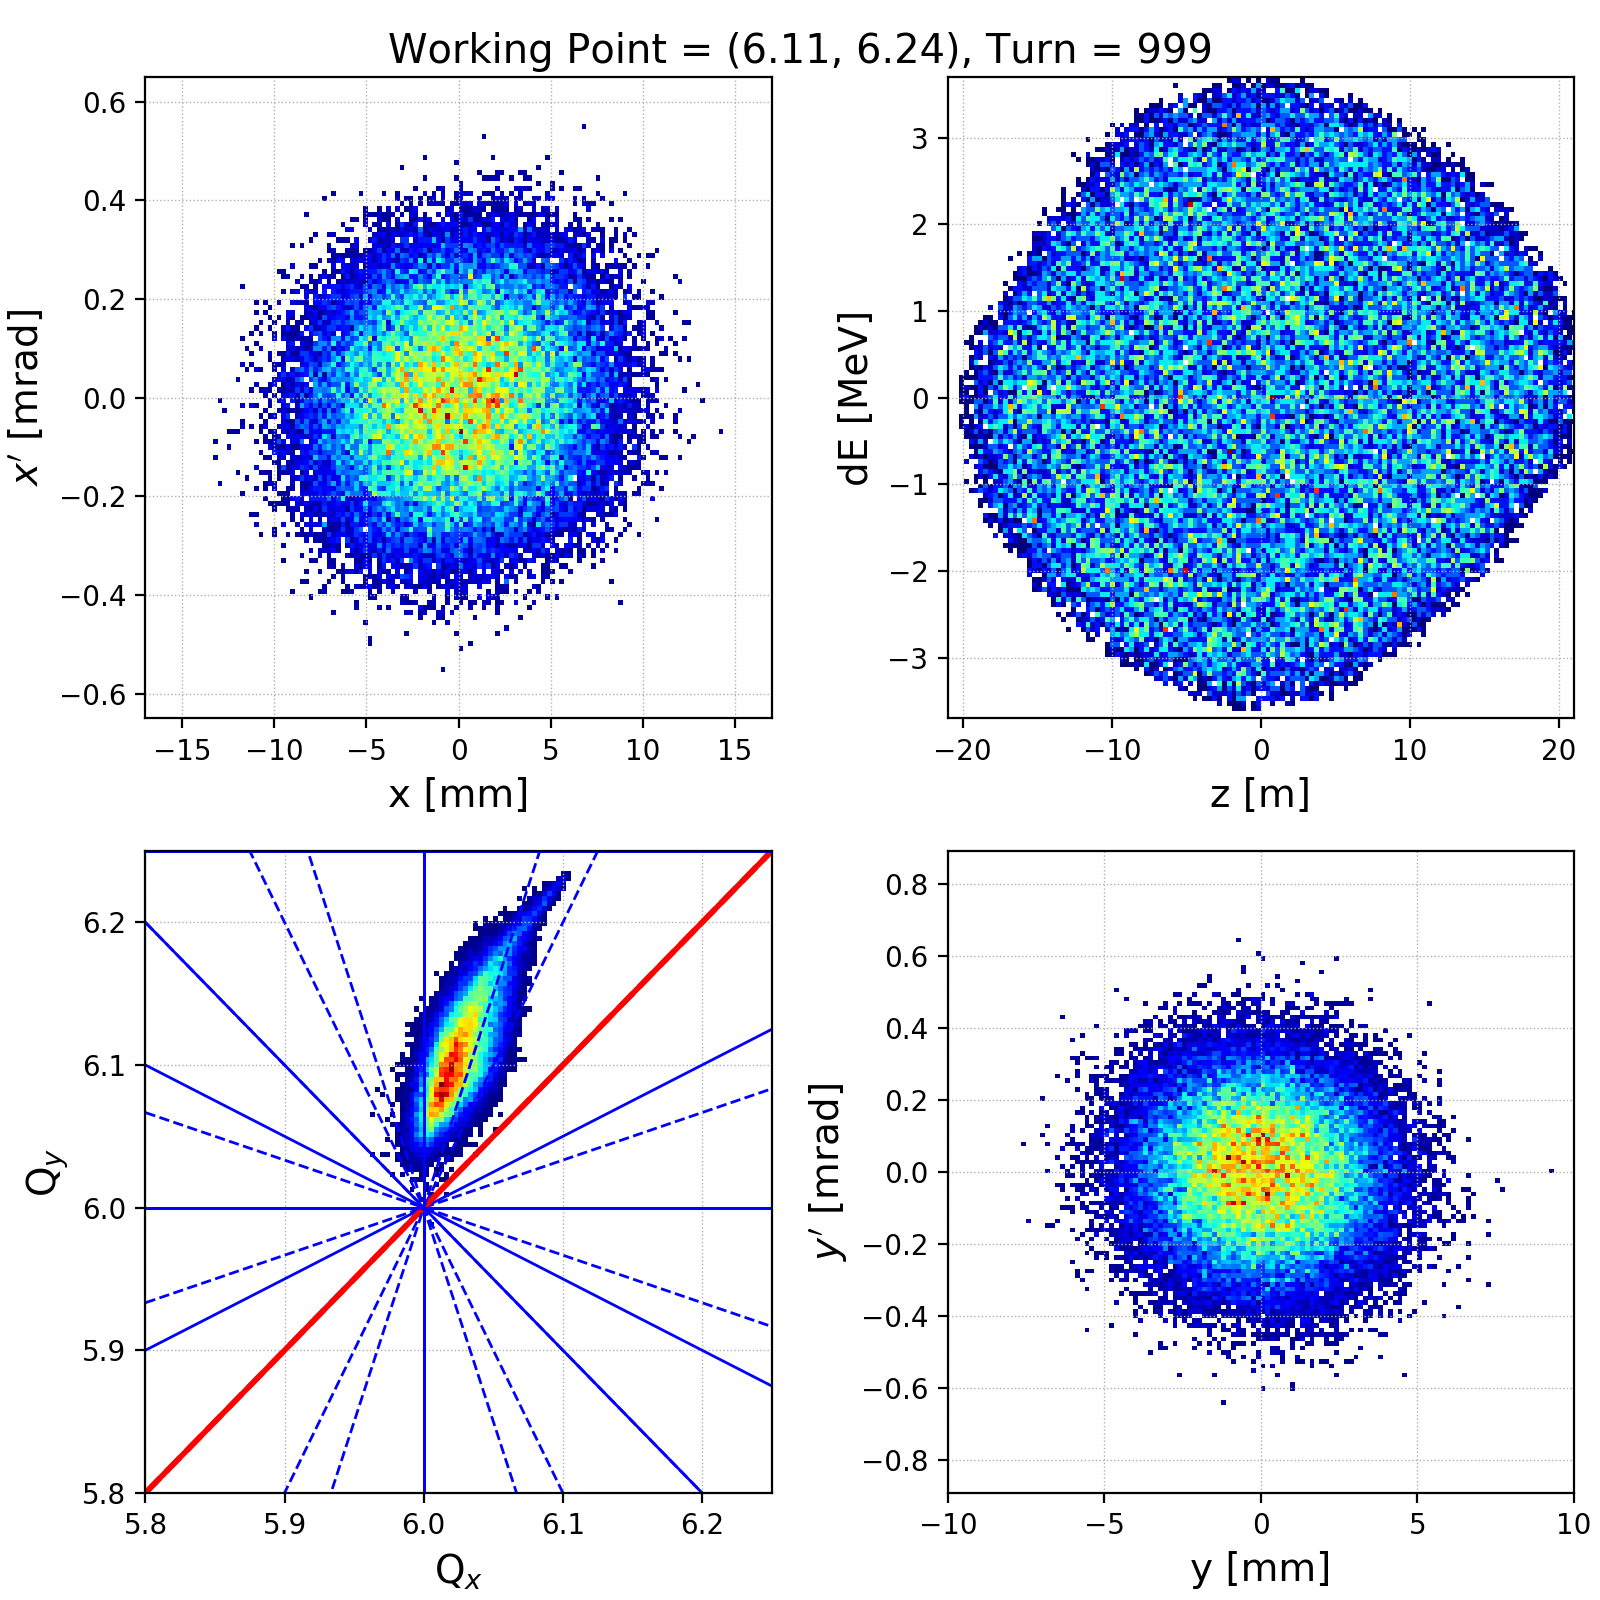 Working Point = (6.11, 6.24), Turn = 999
0.6
0.4
0.2
0.0
−0.2
−0.4
−0.6
x′ [mrad]
−15 −10 −5 0 5 10 15
x [mm]
3
2
1
0
−1
−2
−3
dE [MeV]
−20 −10 0 10 20
z [m]
6.2
6.1
6.0
5.9
5.8
Qy
5.8 5.9 6.0 6.1 6.2
Qx
0.8
0.6
0.4
0.2
0.0
−0.2
−0.4
−0.6
−0.8
y′ [mrad]
−10 −5 0 5 10
y [mm]